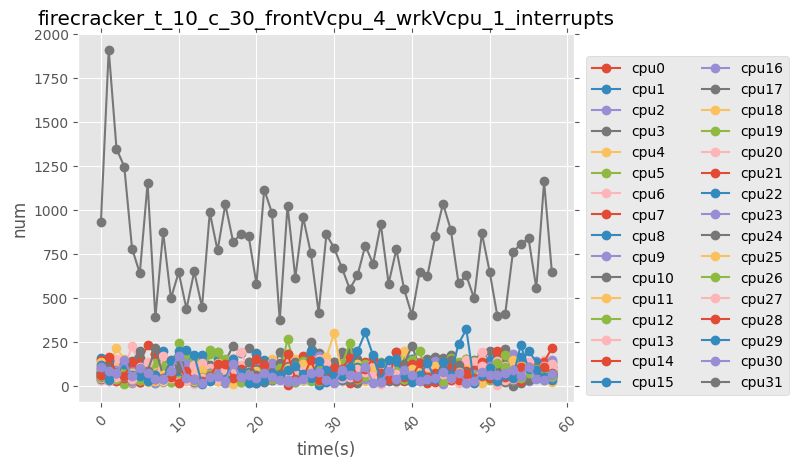 firecracker_t_10_c_30_frontVcpu_4_wrkVcpu_1_interrupts
2000
1750
1500
1250
1000
750
500
250
0
num
0 10 20 30 40 50 60
time(s)
cpu0 cpu16
cpu1 cpu17
cpu2 cpu18
cpu3 cpu19
cpu4 cpu20
cpu5 cpu21
cpu6 cpu22
cpu7 cpu23
cpu8 cpu24
cpu9 cpu25
cpu10 cpu26
cpu11 cpu27
cpu12 cpu28
cpu13 cpu29
cpu14 cpu30
cpu15 cpu31